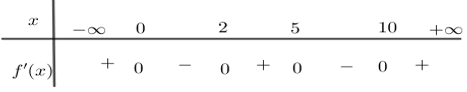 x −∞ 0 2 5 10 +∞
f′(x) + 0 − 0 + 0 − 0 +